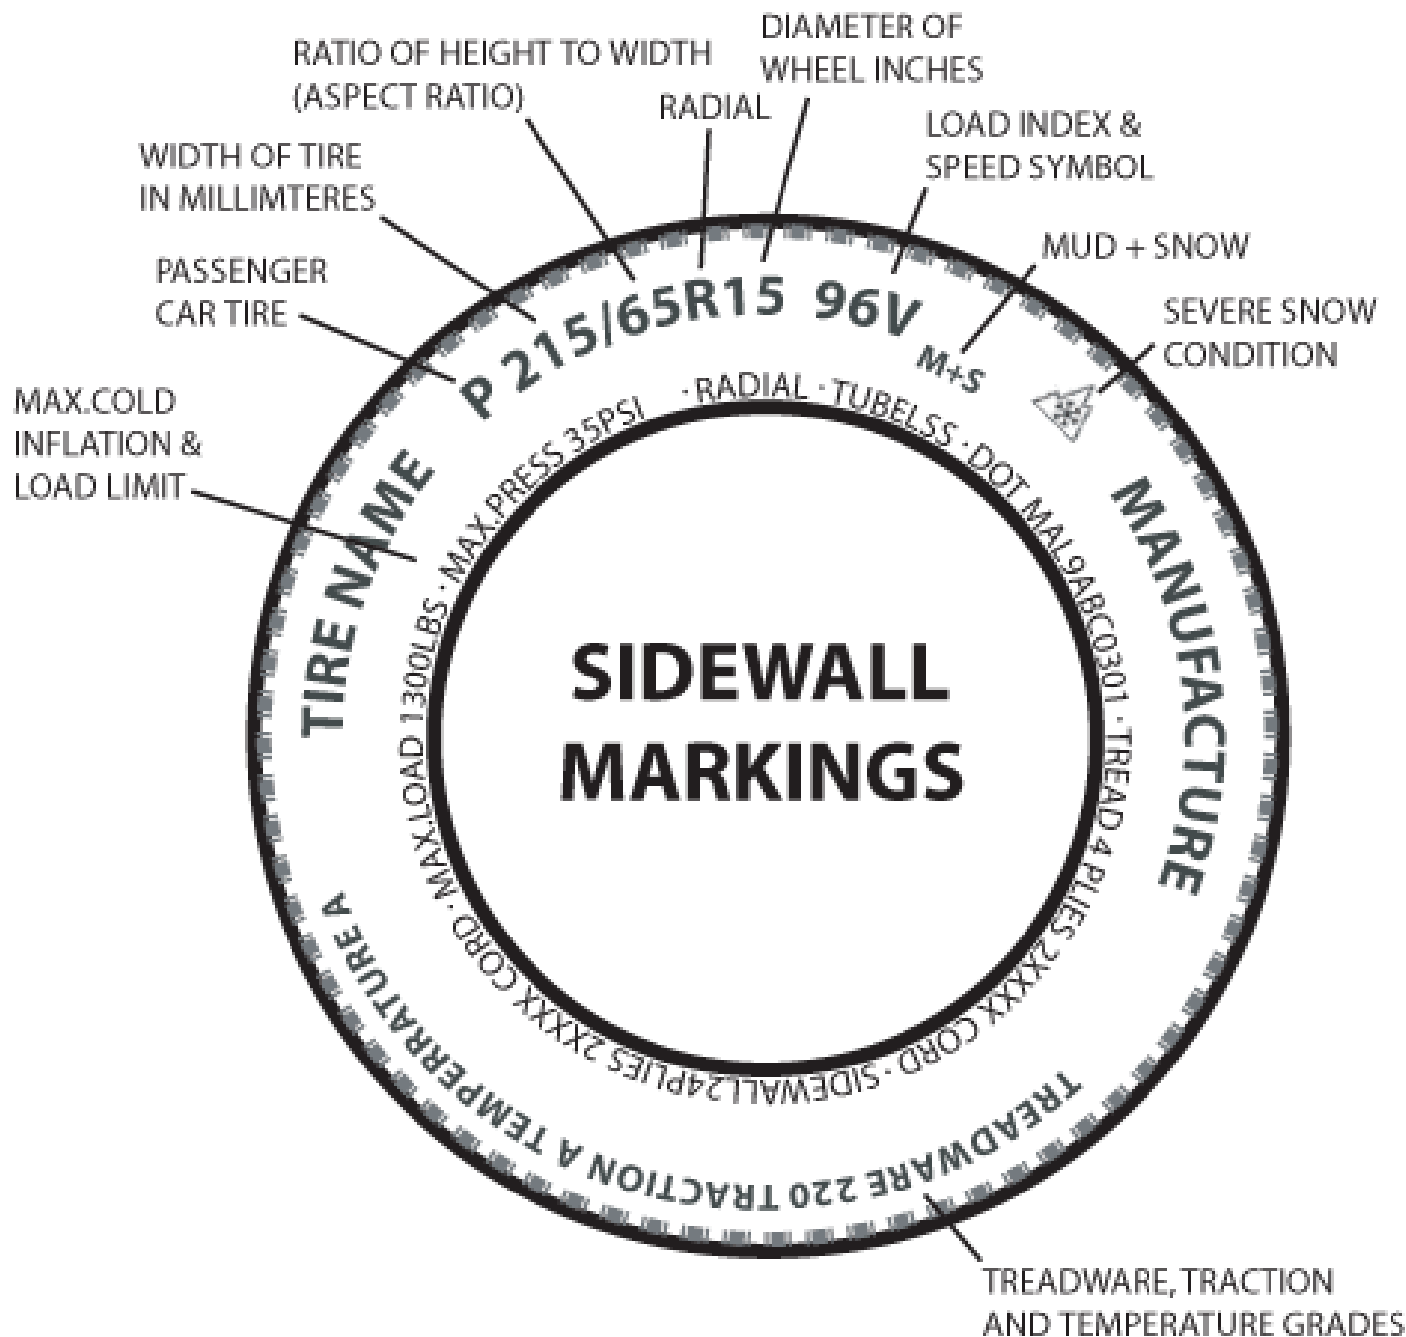 DIAMETER OF
WHEEL INCHES
RATIO OF HEIGHT TO WIDTH
(ASPECT RATIO)
RADIAL
LOAD INDEX &
SPEED SYMBOL
WIDTH OF TIRE
IN MILLIMTERES
MUD + SNOW
PASSENGER
CAR TIRE
SEVERE SNOW
CONDITION
MAX.COLD
INFLATION &
LOAD LIMIT
P 215/65R15 96V
M+S
TIRE NAME
MANUFACTURE
· RADIAL · TUBELSS · DOT MAL9ABC0301 · TREAD 4 PLIES 2XXXX CORD · SIDEWALL24PLIES 2XXXX CORD · MAX.LOAD 1300LBS · MAX.PRESS 35PSI
SIDEWALL
MARKINGS
TREADWARE 220 TRACTION A TEMPERRATURE A
TREADWARE, TRACTION
AND TEMPERATURE GRADES